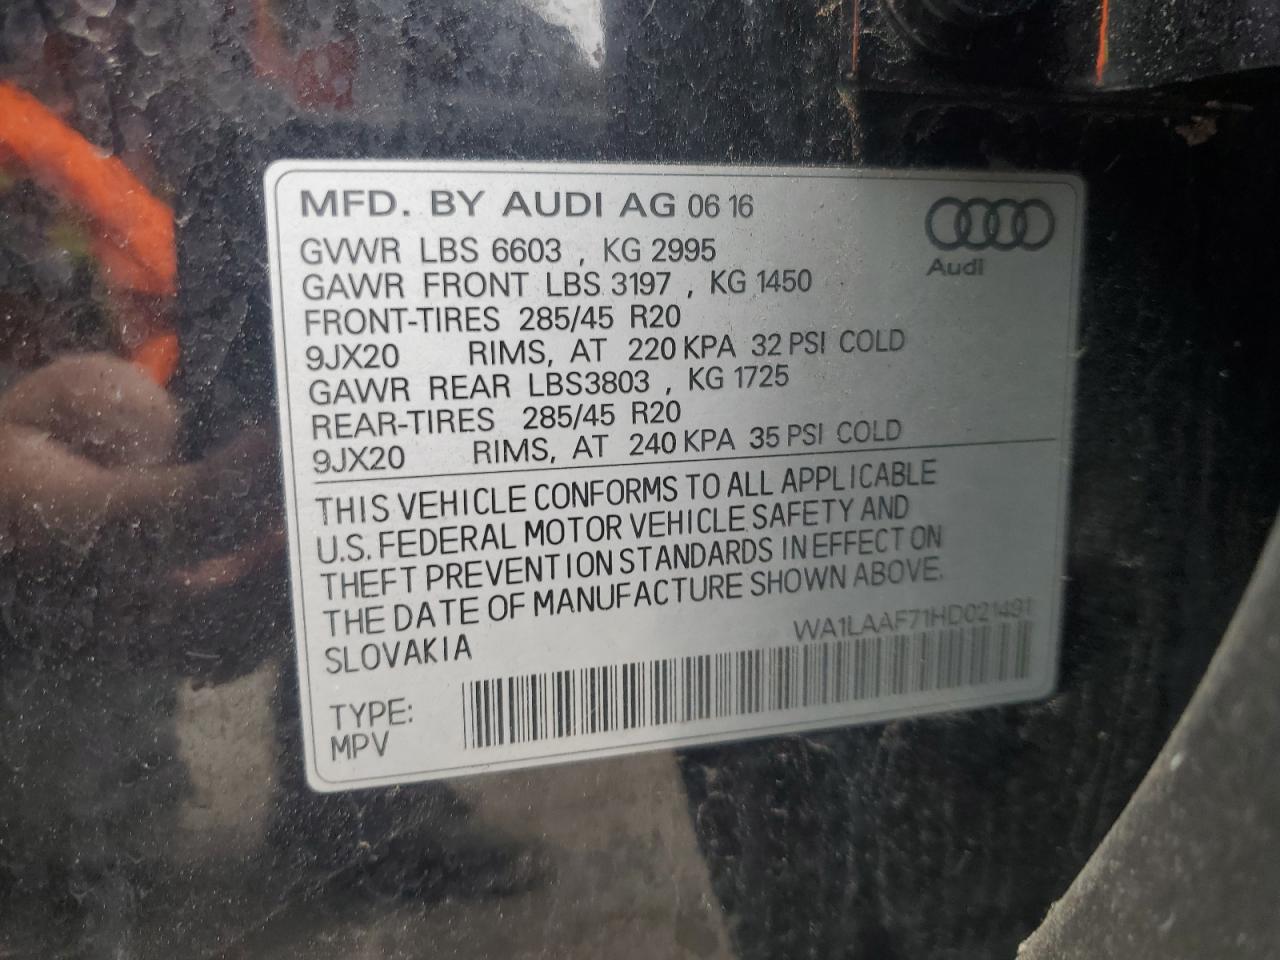 MFD. BY AUDI AG 06 16
GVWR LBS 6603 , KG 2995
GAWR FRONT LBS 3197 , KG 1450
FRONT-TIRES 285/45 R20
9JX20 RIMS, AT 220 KPA 32 PSI COLD
GAWR REAR LBS3803 , KG 1725
REAR-TIRES 285/45 R20
9JX20 RIMS, AT 240 KPA 35 PSI COLD
Audi
THIS VEHICLE CONFORMS TO ALL APPLICABLE
U.S. FEDERAL MOTOR VEHICLE SAFETY AND
THEFT PREVENTION STANDARDS IN EFFECT ON
THE DATE OF MANUFACTURE SHOWN ABOVE.
SLOVAKIA
WA1LAAF71HD021491
TYPE:
MPV